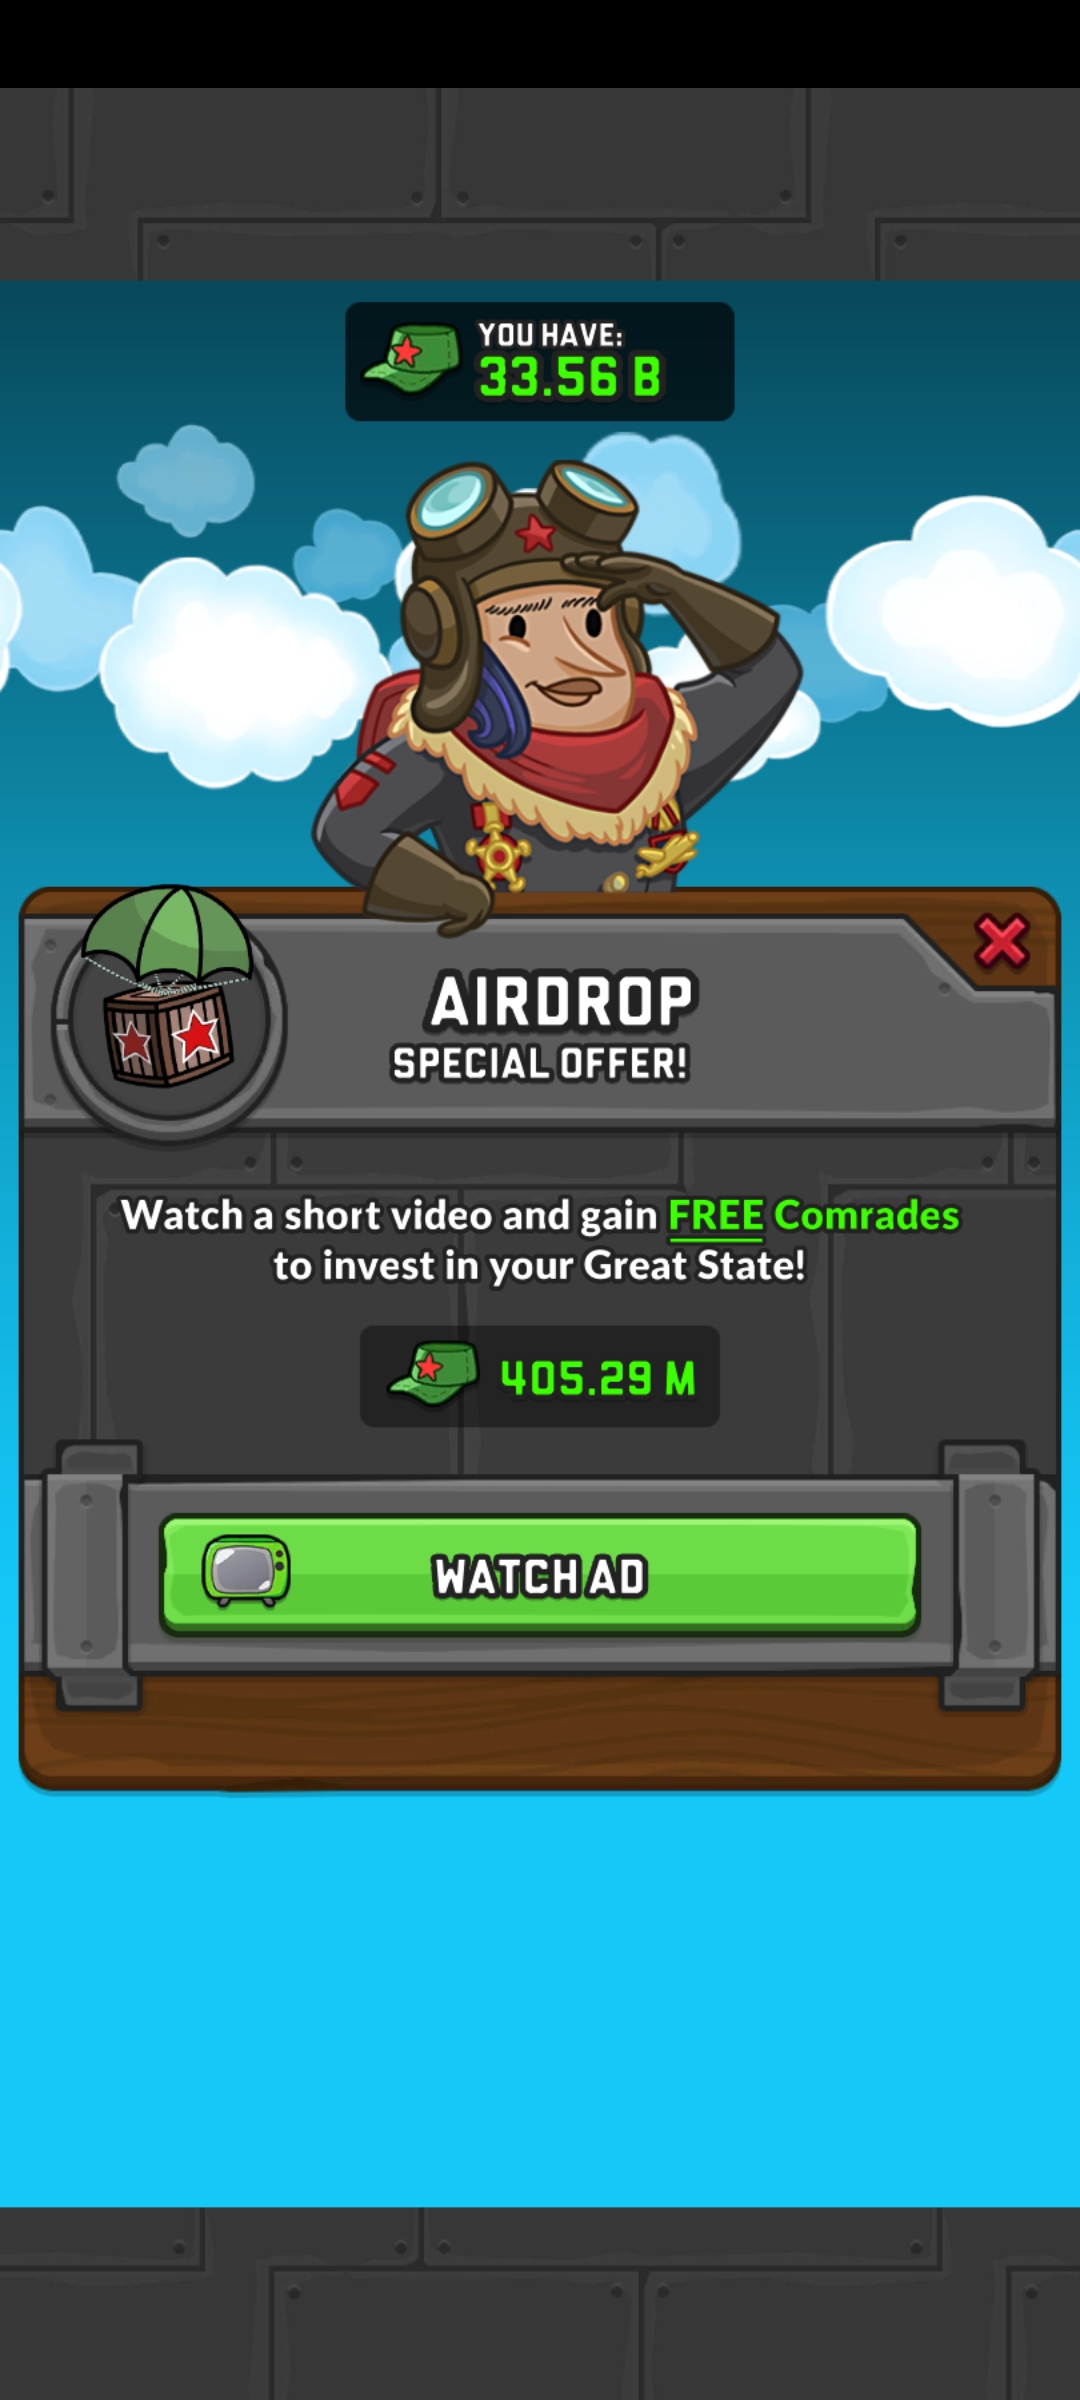 YOU HAVE:
33.56 B
AIRDROP
SPECIAL OFFER!
Watch a short video and gain FREE Comrades
to invest in your Great State!
405.29 M
WATCH AD